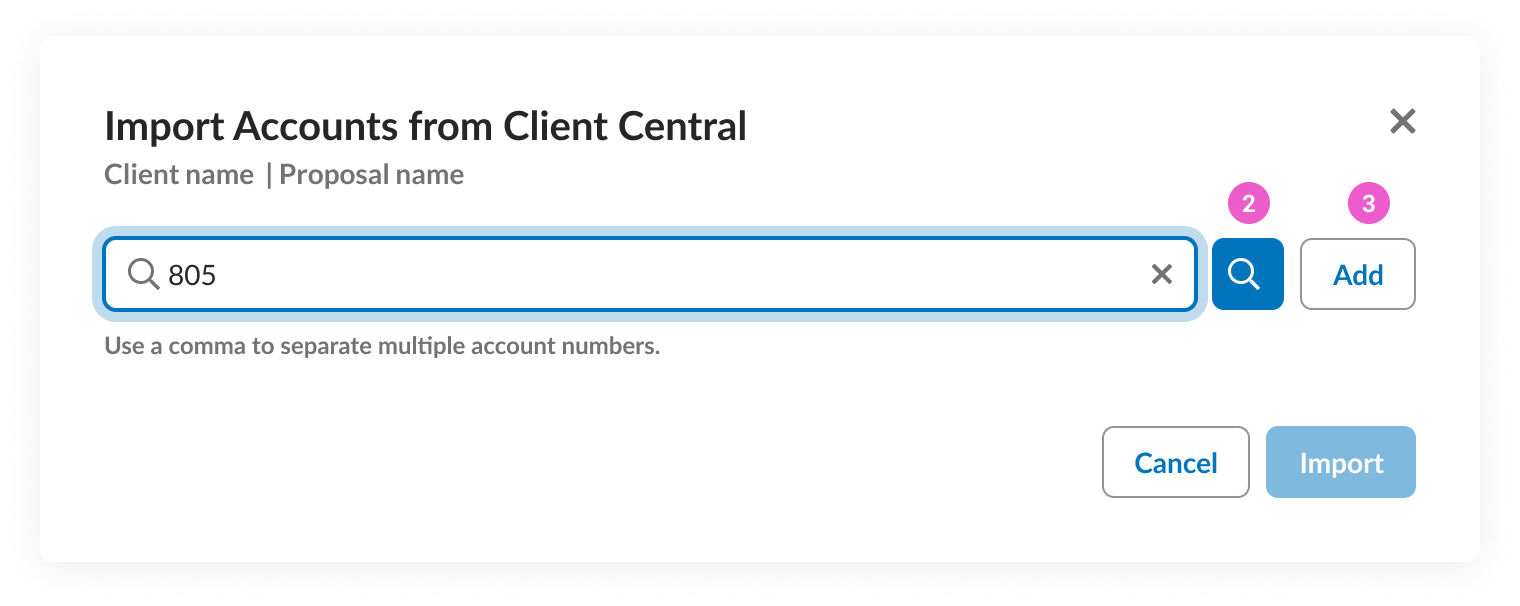 Import Accounts from Client Central
Client name | Proposal name
2
3
805
Add
Use a comma to separate multiple account numbers.
Cancel
Import